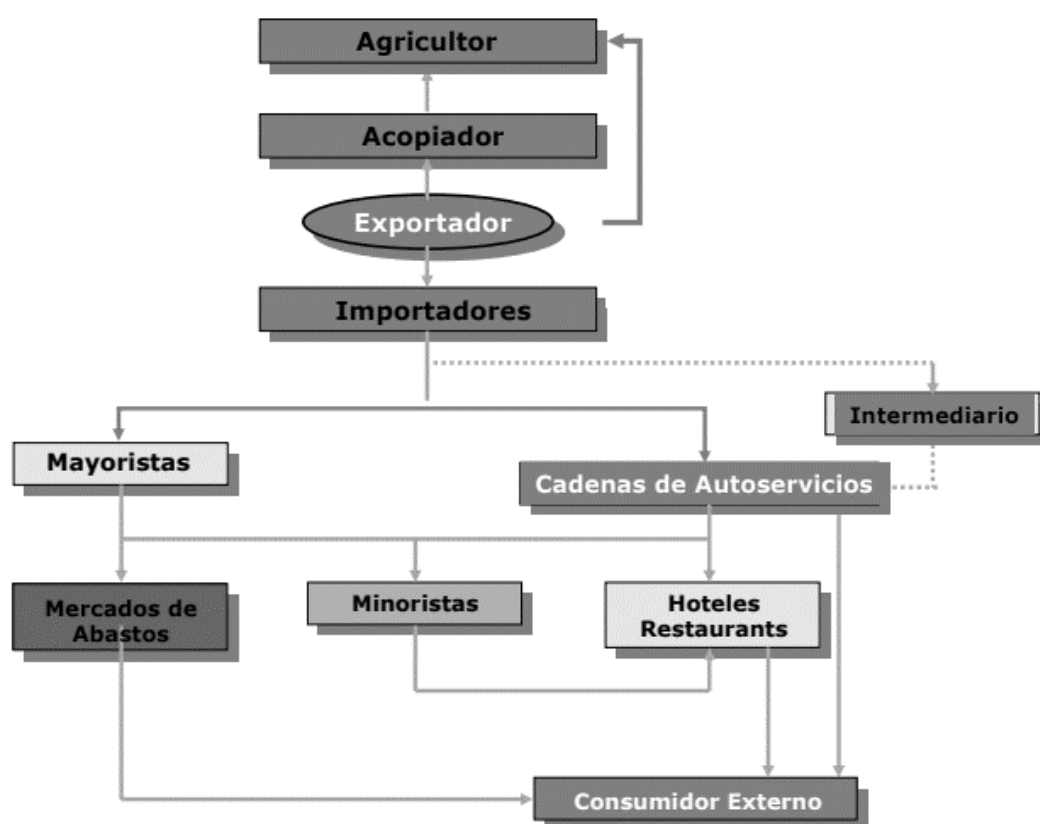 Agricultor
Acopiador
Exportador
Importadores
Intermediario
Mayoristas
Cadenas de Autoservicios
Mercados de
Abastos
Minoristas
Hoteles
Restaurants
Consumidor Externo